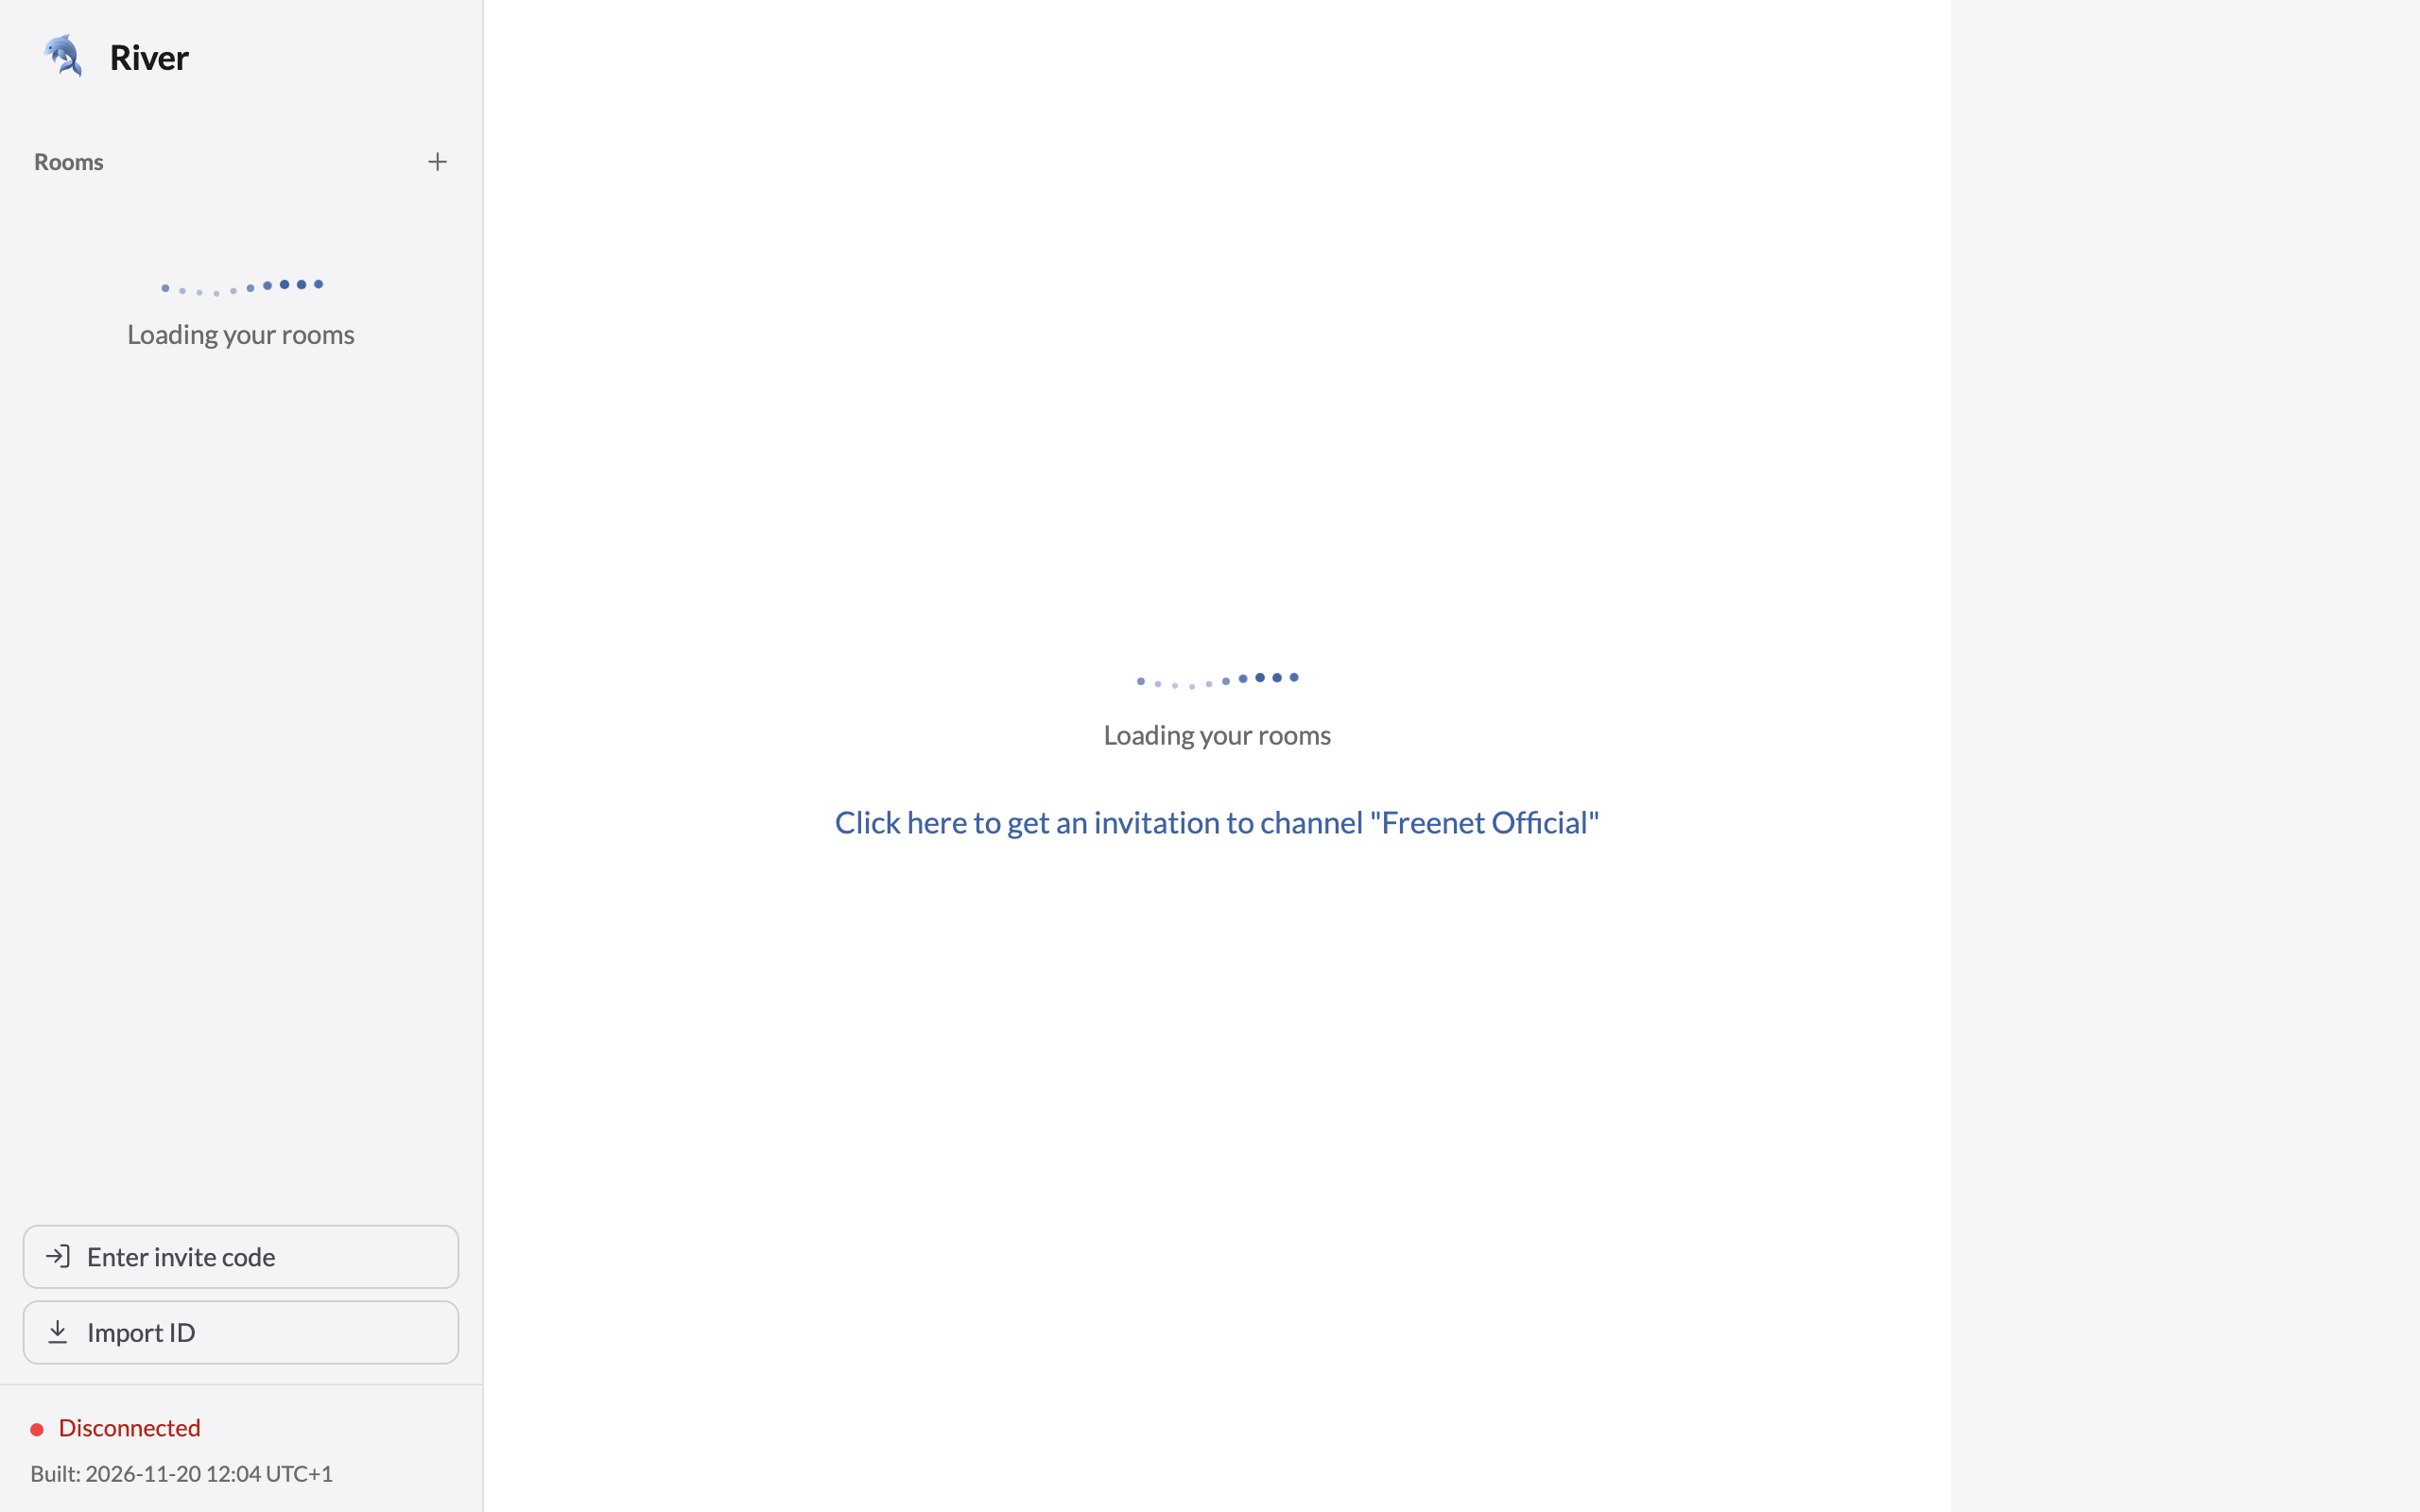 River
Rooms
Loading your rooms
Loading your rooms
Click here to get an invitation to channel "Freenet Official"
Enter invite code
Import ID
Disconnected
Built: 2026-11-20 12:04 UTC+1